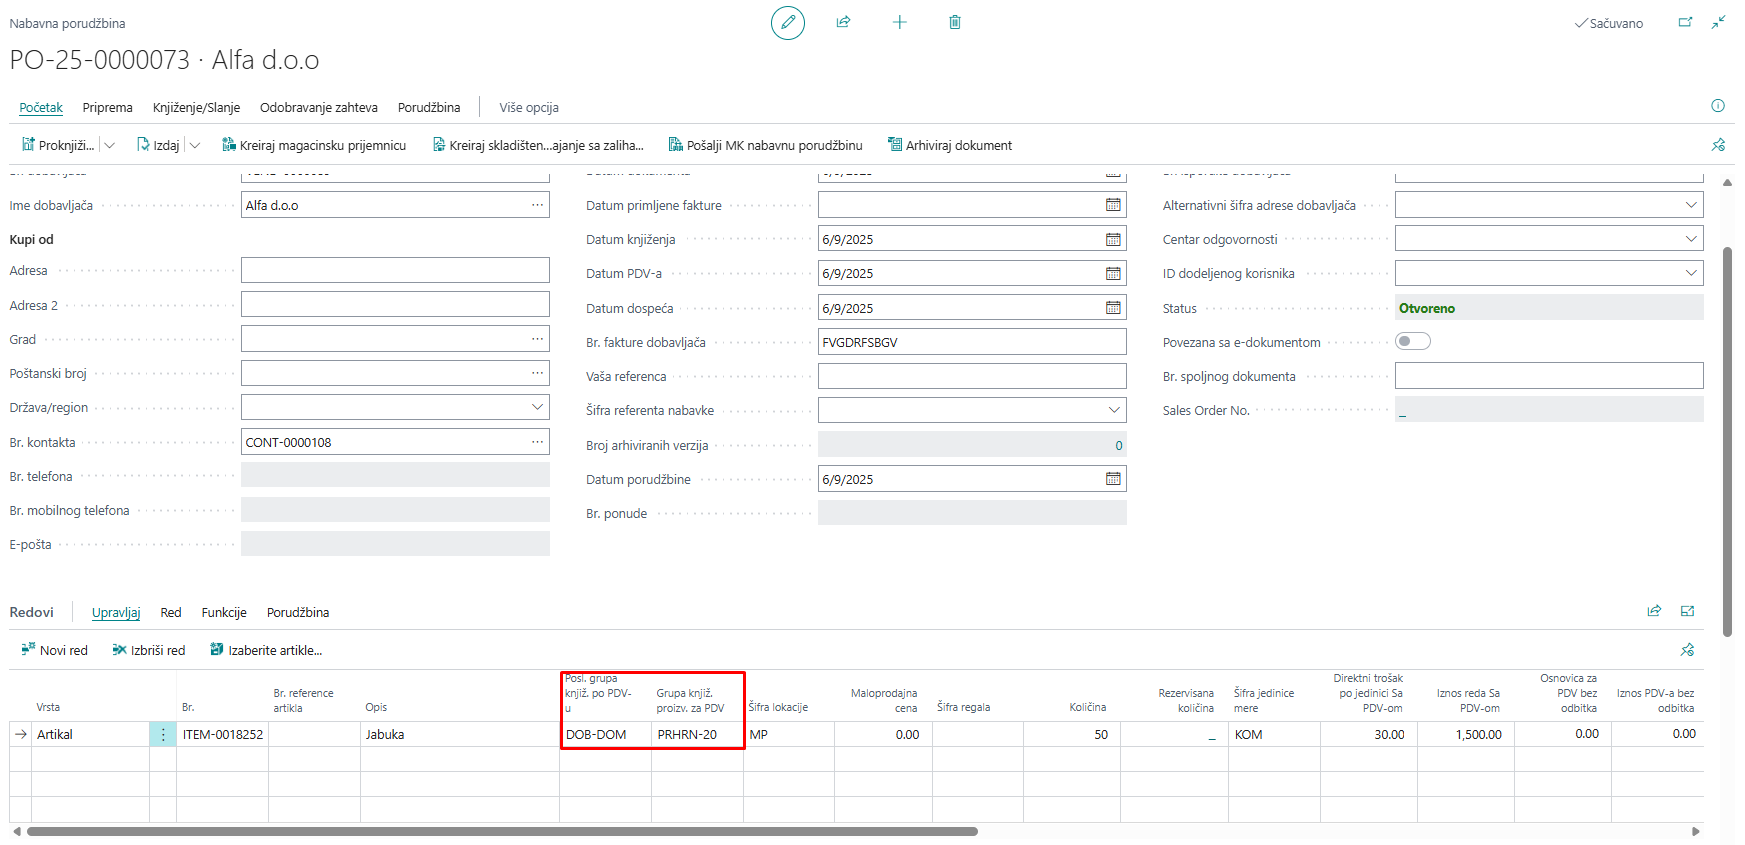 Nabavna porudžbina
Sačuvano
PO-25-0000073 · Alfa d.o.o
Početak Priprema Knjiženje/Slanje Odobravanje zahteva Porudžbina Više opcija
Proknjiži... Izdaj Kreiraj magacinsku prijemnicu Kreiraj skladišten...ajanje sa zaliha... Pošalji MK nabavnu porudžbinu Arhiviraj dokument
Ime dobavljača Alfa d.o.o
Kupi od
Adresa
Adresa 2
Grad
Poštanski broj
Država/region
Br. kontakta CONT-0000108
Br. telefona
Br. mobilnog telefona
E-pošta
Datum primljene fakture
Datum knjiženja 6/9/2025
Datum PDV-a 6/9/2025
Datum dospeća 6/9/2025
Br. fakture dobavljača FVGDRFSBGV
Vaša referenca
Šifra referenta nabavke
Broj arhiviranih verzija 0
Datum porudžbine 6/9/2025
Br. ponude
Alternativni šifra adrese dobavljača
Centar odgovornosti
ID dodeljenog korisnika
Status Otvoreno
Povezana sa e-dokumentom
Br. spoljnog dokumenta
Sales Order No. _
Redovi Upravljaj Red Funkcije Porudžbina
Novi red Izbriši red Izaberite artikle...
Vrsta
Br.
Br. reference
artikla
Opis
Posl. grupa
knjiž. po PDV-
u
Grupa knjiž.
proizv. za PDV
Šifra lokacije
Maloprodajna
cena
Šifra regala
Količina
Rezervisana
količina
Šifra jedinice
mere
Direktni trošak
po jedinici Sa
PDV-om
Iznos reda Sa
PDV-om
Osnovica za
PDV bez
odbitka
Iznos PDV-a bez
odbitka
Artikal ITEM-0018252 Jabuka DOB-DOM PRHRN-20 MP 0.00 50 _ KOM 30.00 1,500.00 0.00 0.00